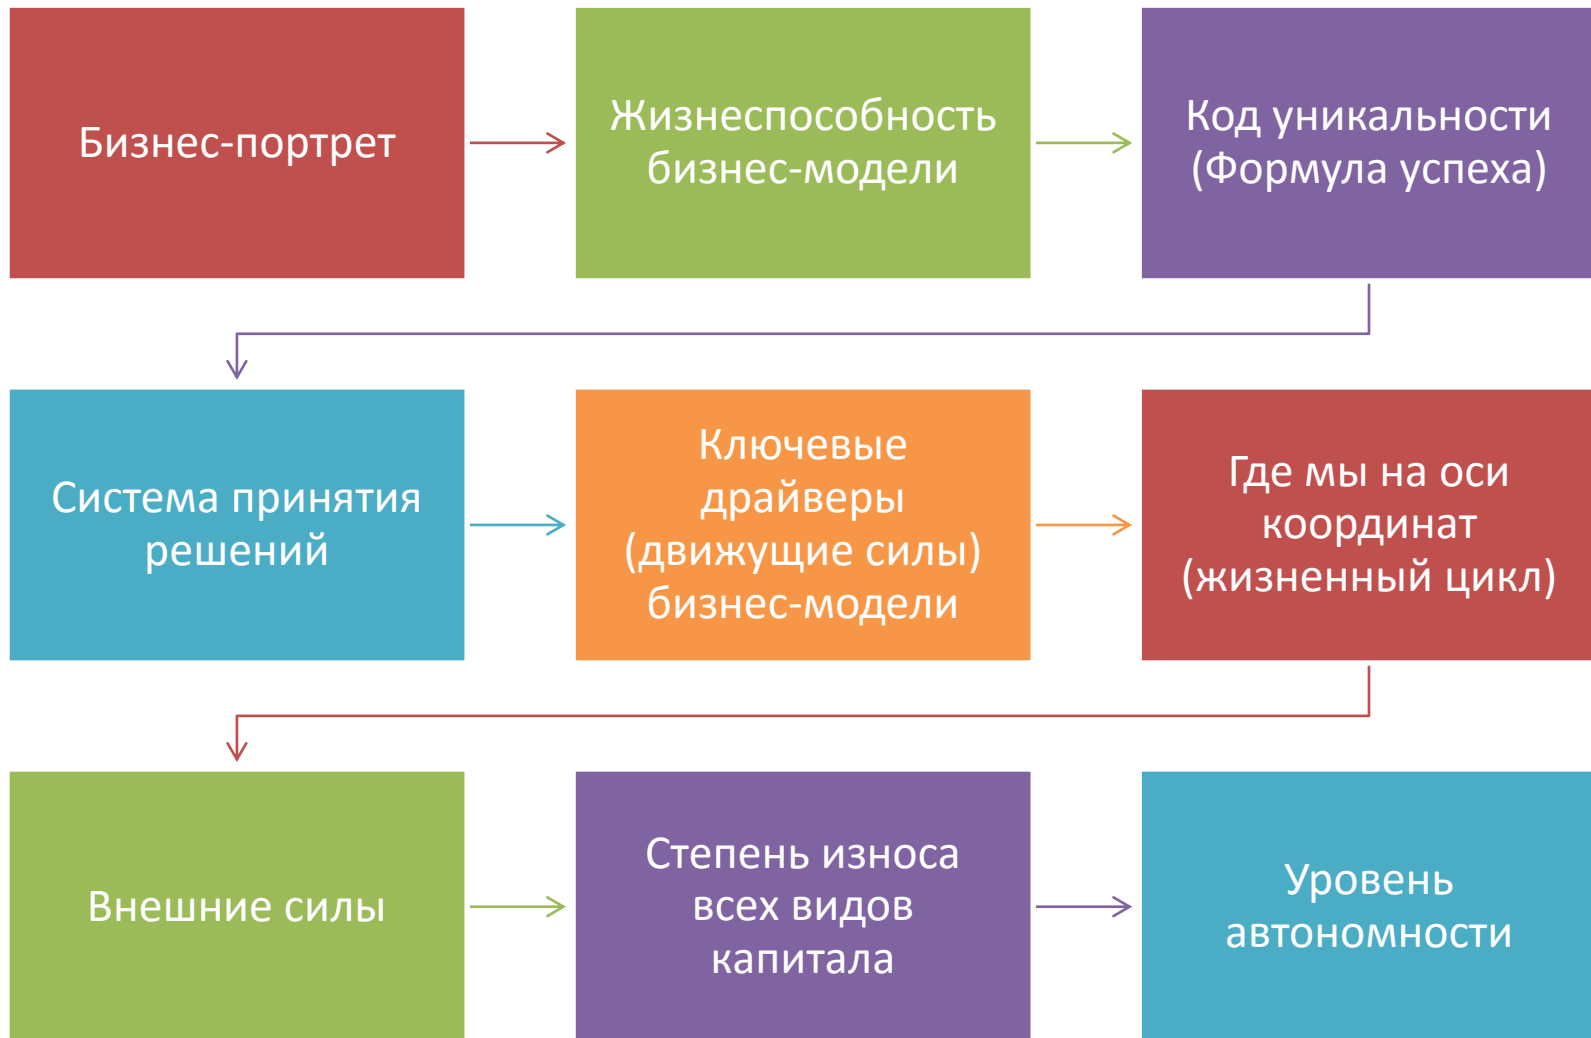 Бизнес-портрет
Жизнеспособность
бизнес-модели
Код уникальности
(Формула успеха)
Система принятия
решений
Ключевые
драйверы
(движущие силы)
бизнес-модели
Где мы на оси
координат
(жизненный цикл)
Внешние силы
Степень износа
всех видов
капитала
Уровень
автономности